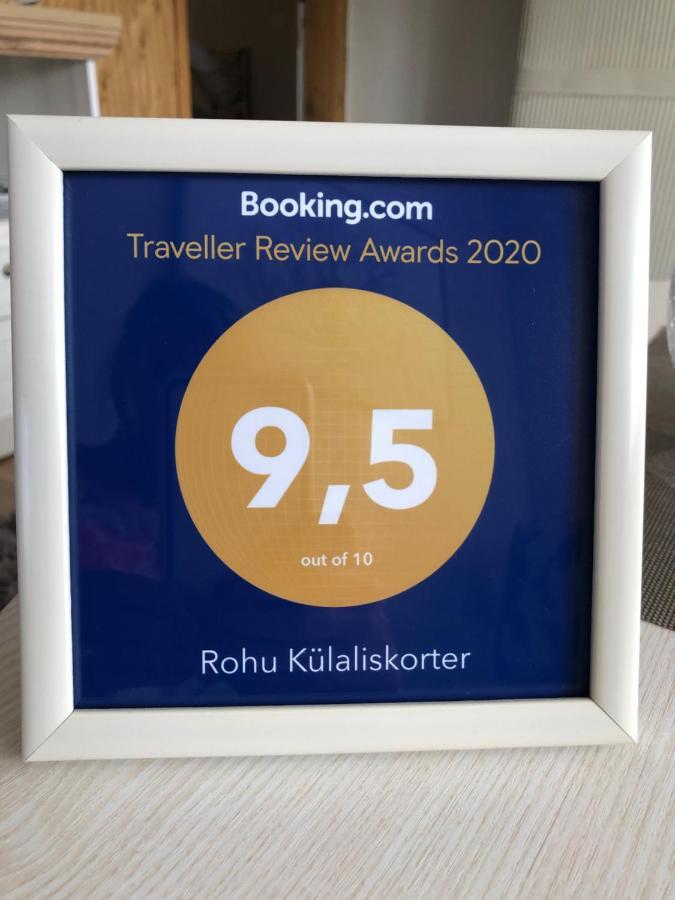 Booking.com
Traveller Review Awards 2020
9,5
out of 10
Rohu Külaliskorter